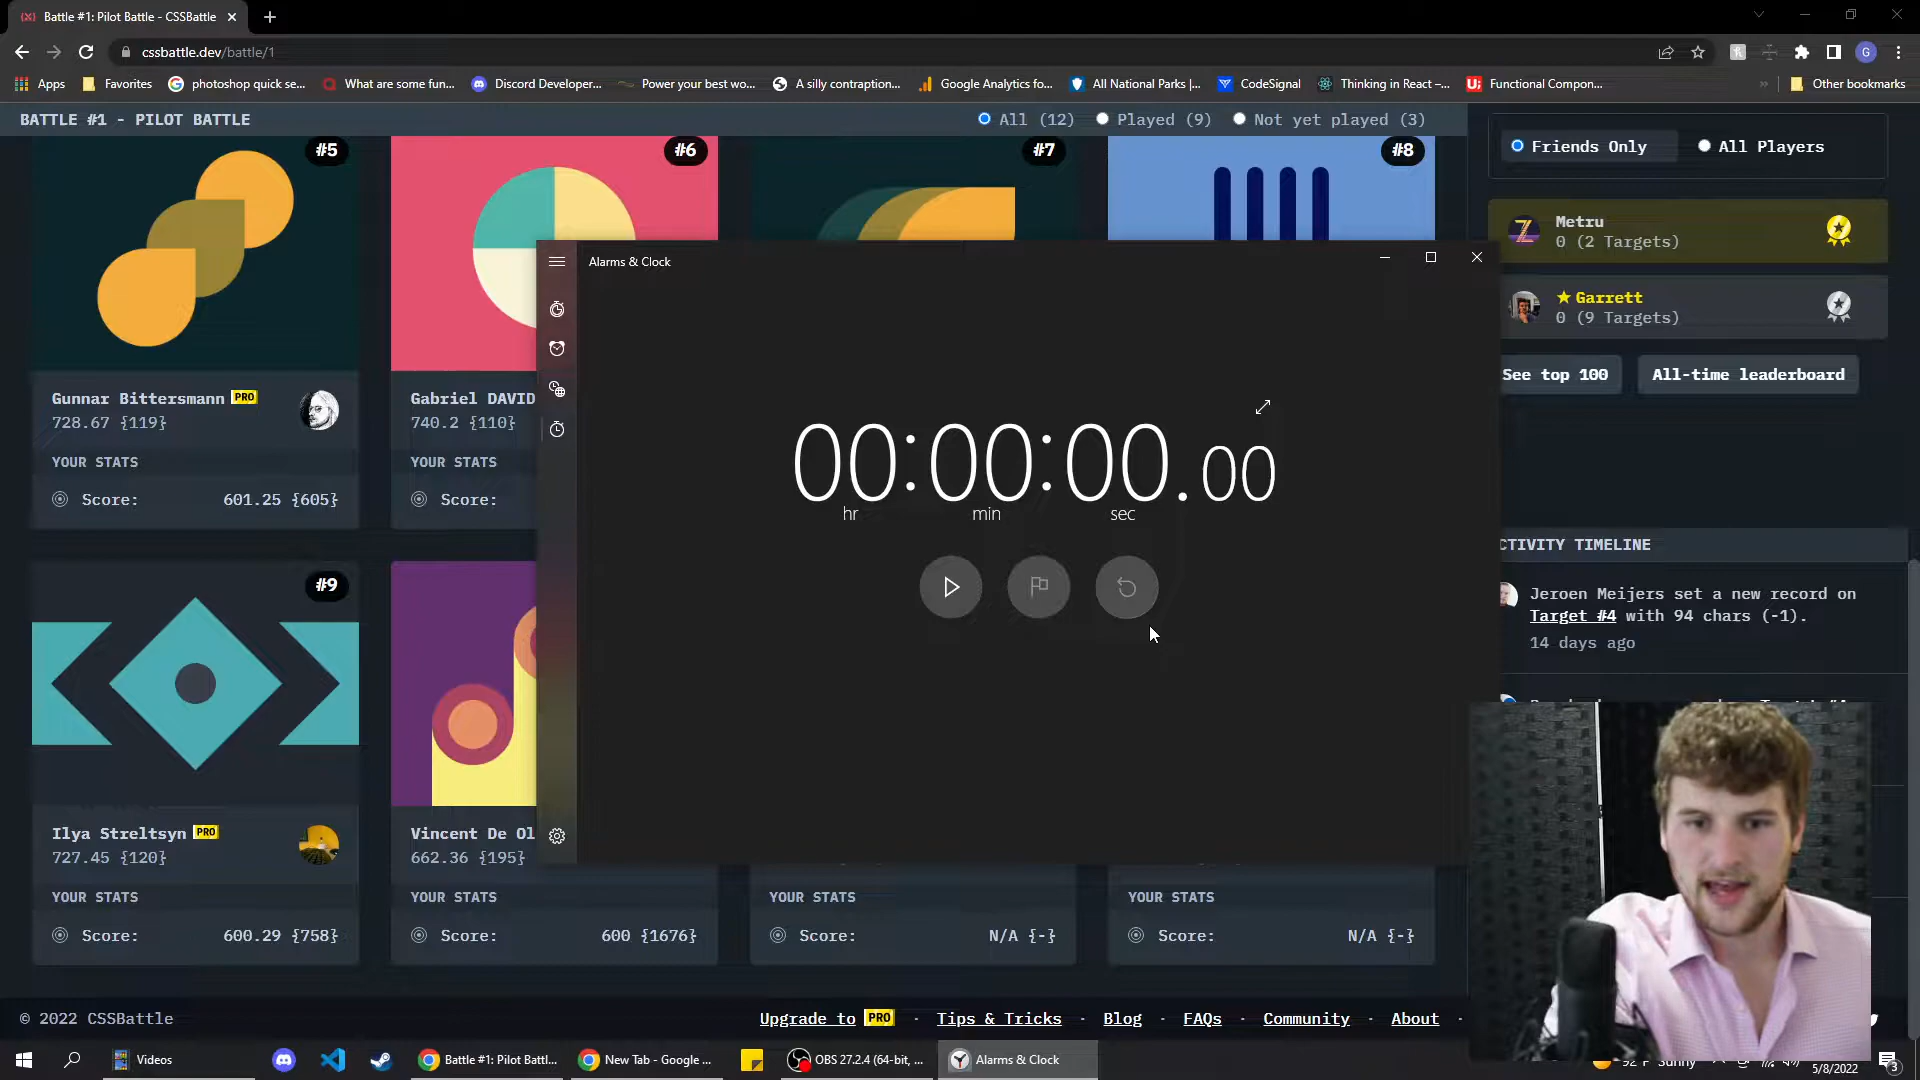 Battle #1: Pilot Battle - CSSBattle
cssbattle.dev/battle/1
G
Apps
Favorites
photoshop quick se...
What are some fun...
Discord Developer...
Power your best wo...
A silly contraption...
Google Analytics fo...
All National Parks |...
CodeSignal
Thinking in React –...
Functional Compon...
»
Other bookmarks
BATTLE #1 - PILOT BATTLE
All (12)
Played (9)
Not yet played (3)
Friends Only
All Players
#5
#6
#7
#8
Metru
0 (2 Targets)
Garrett
0 (9 Targets)
See top 100
All-time leaderboard
Alarms & Clock
00:00:00.00
hr
min
sec
Gunnar Bittersmann PRO
728.67 {119}
YOUR STATS
Score: 601.25 {605}
Gabriel DAVID
740.2 {110}
YOUR STATS
Score:
CTIVITY TIMELINE
Jeroen Meijers set a new record on
Target #4 with 94 chars (-1).
14 days ago
#9
Ilya Streltsyn PRO
727.45 {120}
YOUR STATS
Score: 600.29 {758}
Vincent De Ol
662.36 {195}
YOUR STATS
Score: 600 {1676}
YOUR STATS
Score: N/A {-}
YOUR STATS
Score: N/A {-}
© 2022 CSSBattle
Upgrade to PRO - Tips & Tricks - Blog - FAQs - Community - About -
Videos
Battle #1: Pilot Battl...
New Tab - Google ...
OBS 27.2.4 (64-bit, ...
Alarms & Clock
5/8/2022
3